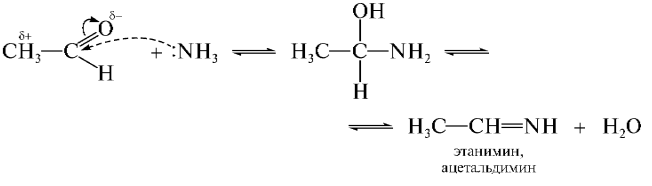 δ+ δ−
CH₃—C=O + :NH₃ ⇌ H₃C—C—NH₂ ⇌
H OH H
⇌ H₃C—CH=NH + H₂O
этанимин,
ацетальдимин